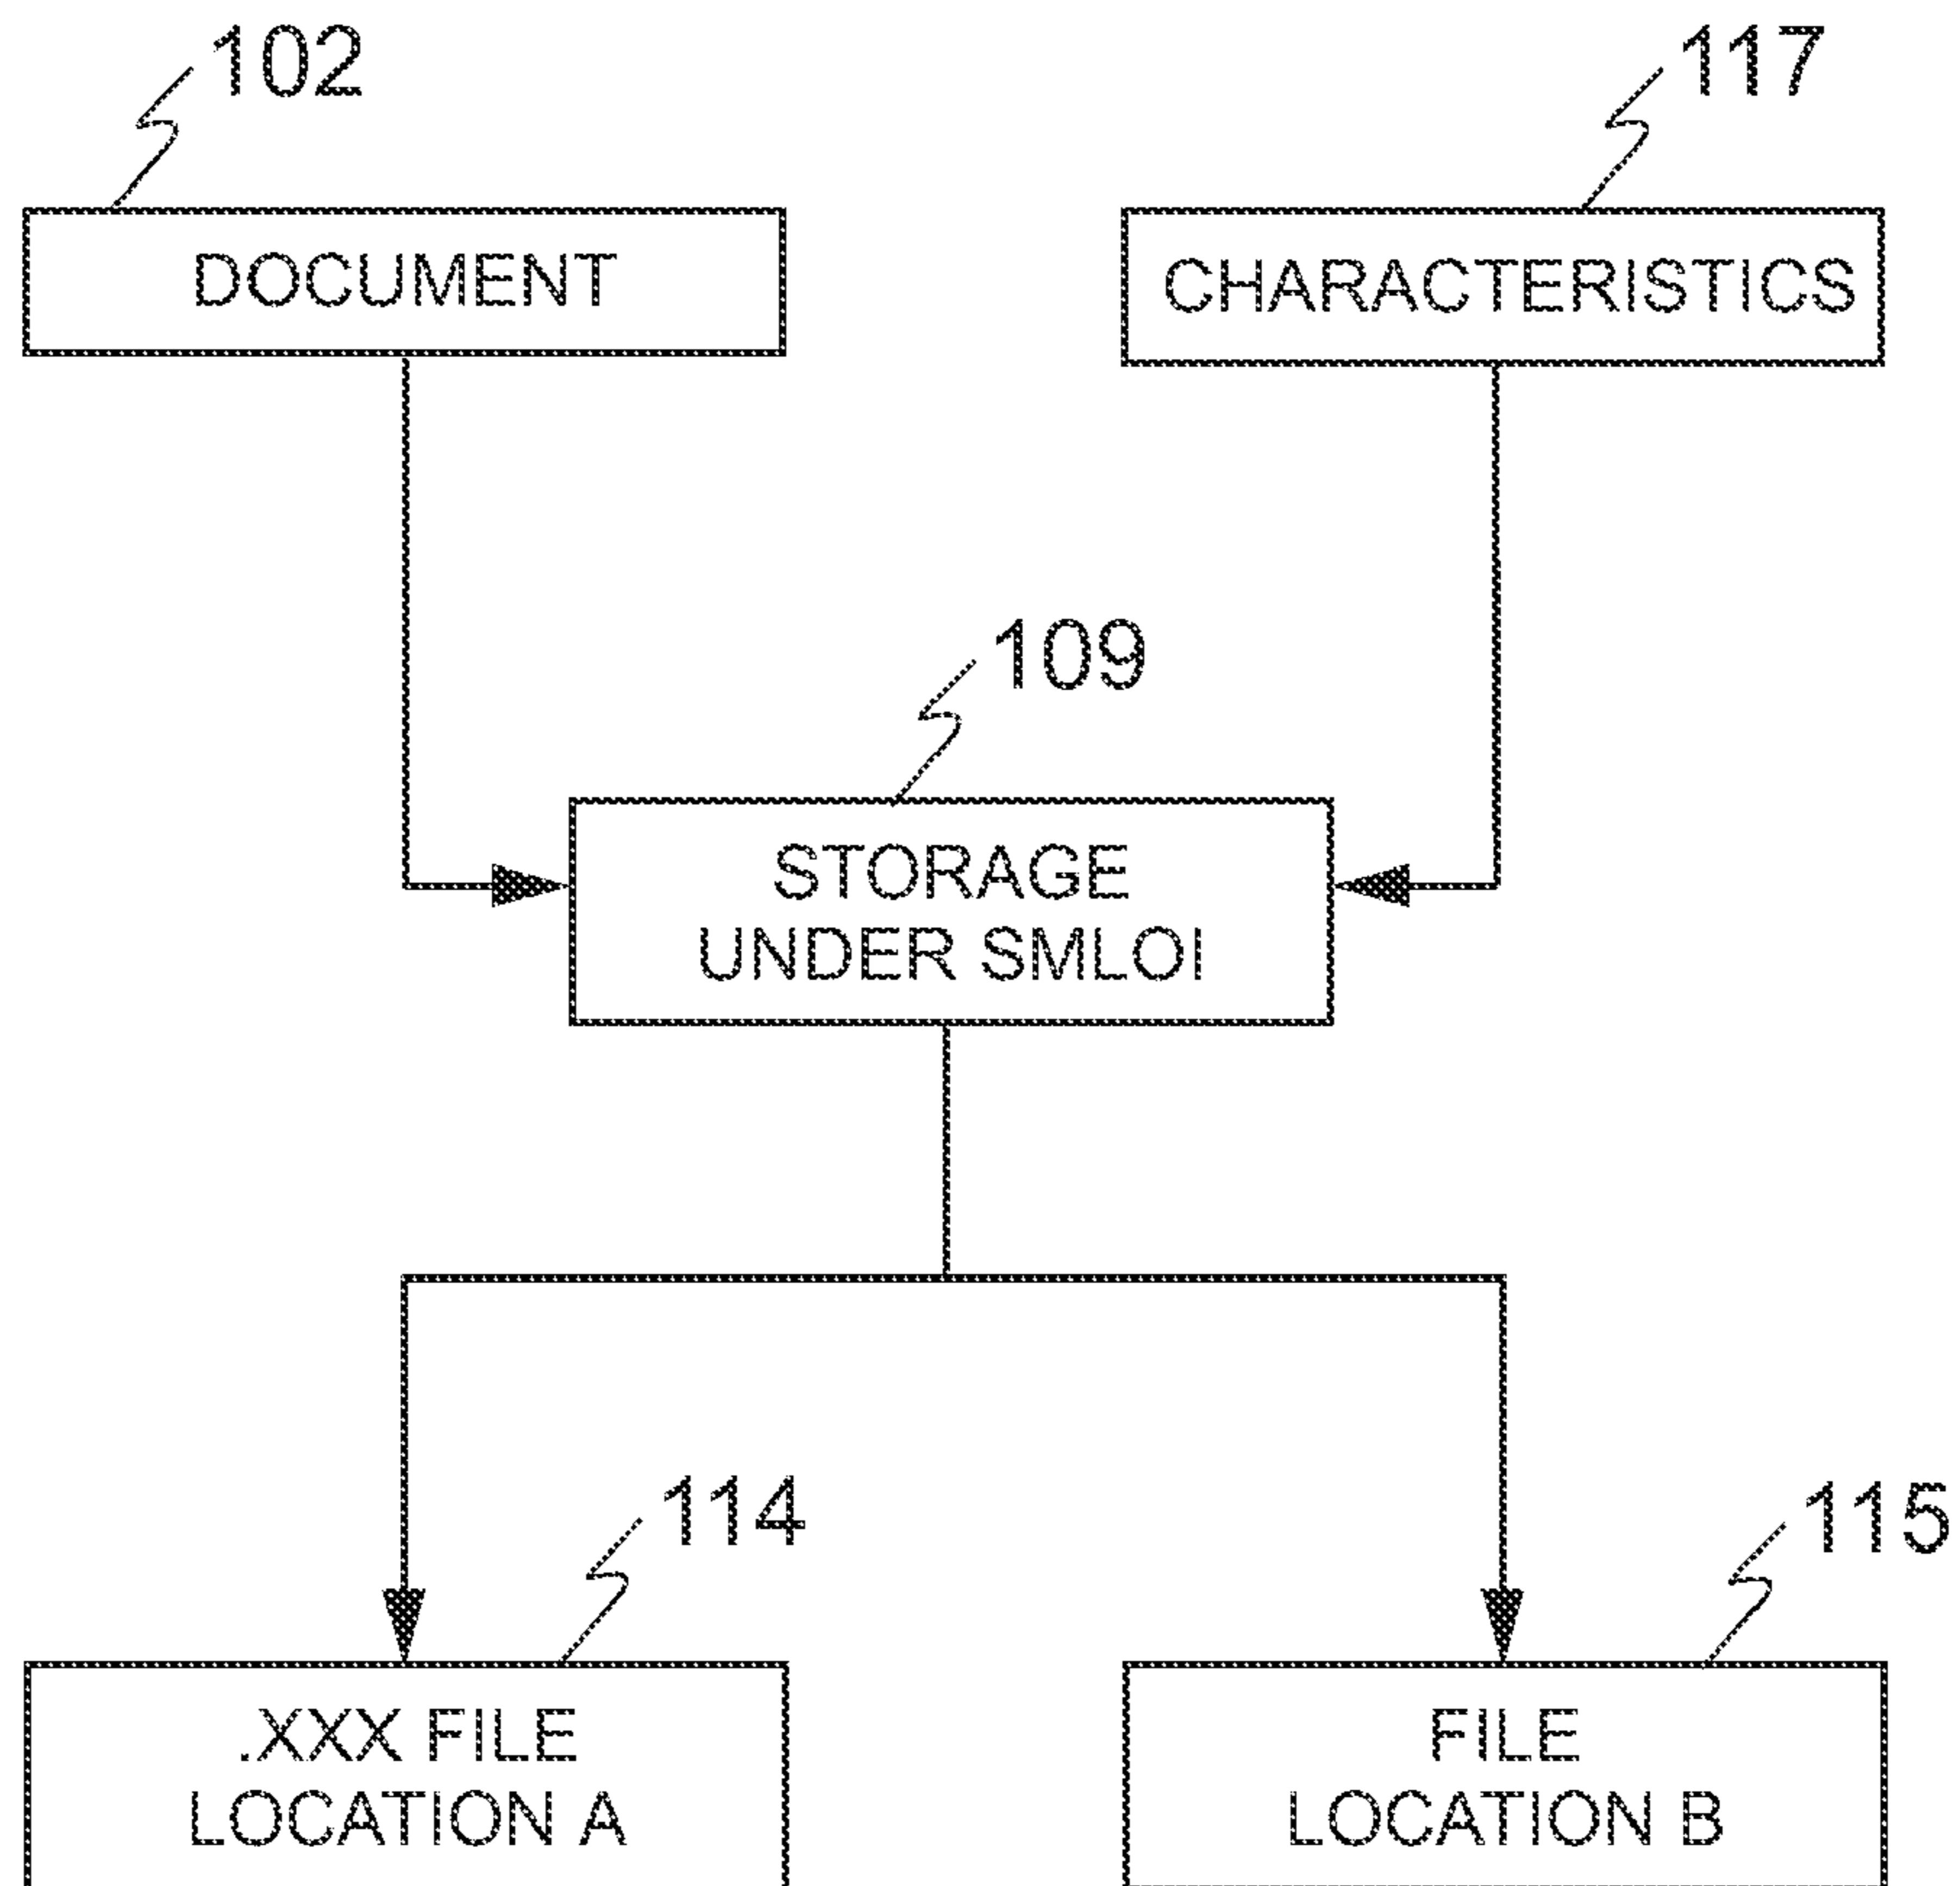 102
117
DOCUMENT
CHARACTERISTICS
109
STORAGE
UNDER SMLOI
114
115
.XXX FILE
LOCATION A
FILE
LOCATION B